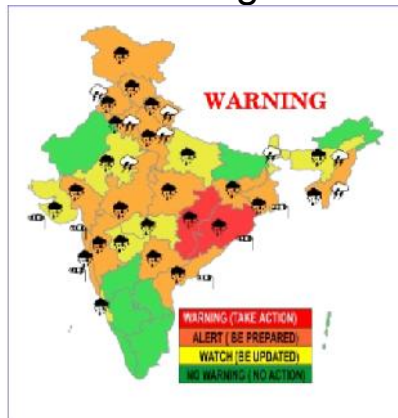 WARNING
WARNING (TAKE ACTION)
ALERT ( BE PREPARED)
WATCH (BE UPDATED)
NO WARNING ( NO ACTION)